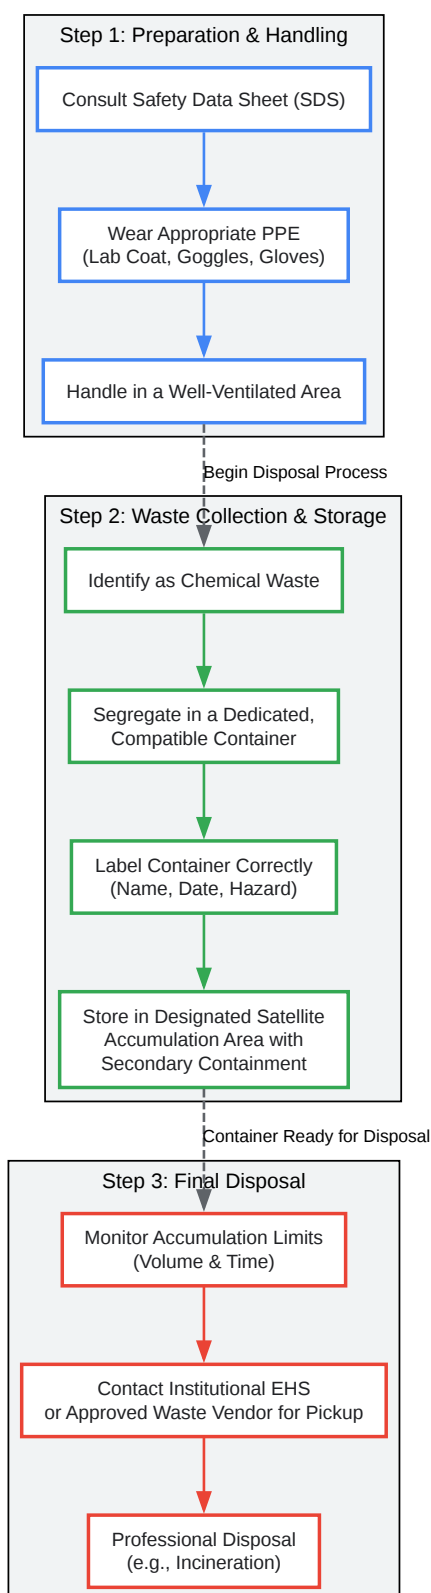 Step 1: Preparation & Handling
Consult Safety Data Sheet (SDS)
Wear Appropriate PPE
(Lab Coat, Goggles, Gloves)
Handle in a Well-Ventilated Area
Begin Disposal Process
Step 2: Waste Collection & Storage
Identify as Chemical Waste
Segregate in a Dedicated,
Compatible Container
Label Container Correctly
(Name, Date, Hazard)
Store in Designated Satellite
Accumulation Area with
Secondary Containment
Container Ready for Disposal
Step 3: Final Disposal
Monitor Accumulation Limits
(Volume & Time)
Contact Institutional EHS
or Approved Waste Vendor for Pickup
Professional Disposal
(e.g., Incineration)